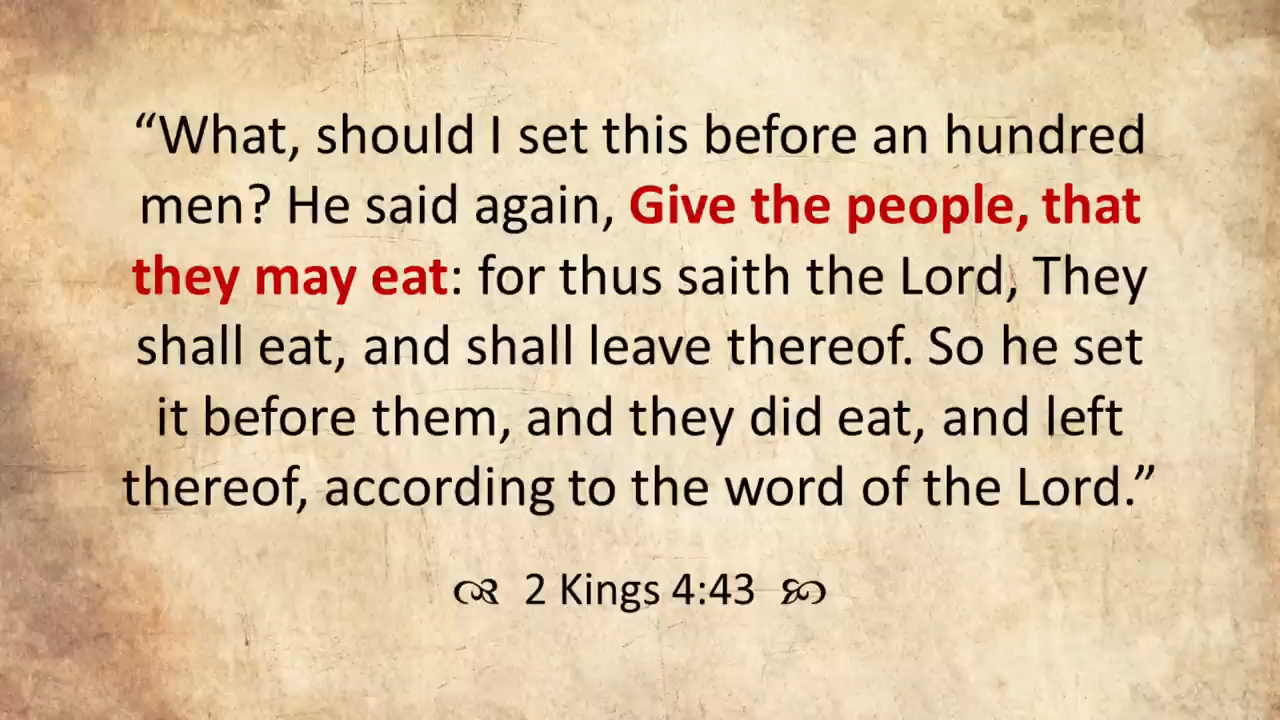 “What, should I set this before an hundred
men? He said again, Give the people, that
they may eat: for thus saith the Lord, They
shall eat, and shall leave thereof. So he set
it before them, and they did eat, and left
thereof, according to the word of the Lord.”
2 Kings 4:43